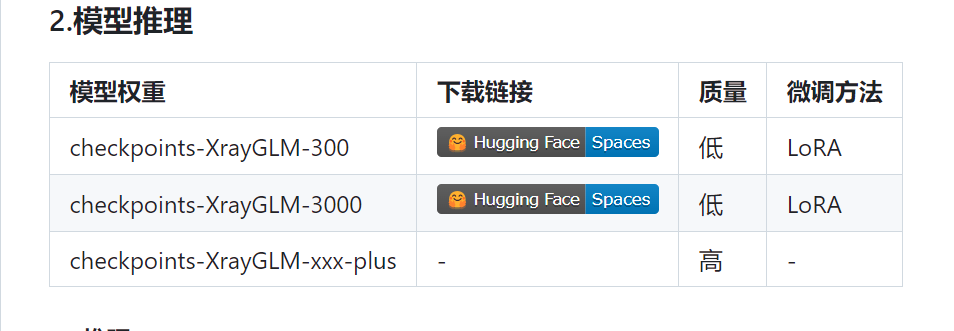 2.模型推理
模型权重 下载链接 质量 微调方法
checkpoints-XrayGLM-300 Hugging Face Spaces 低 LoRA
checkpoints-XrayGLM-3000 Hugging Face Spaces 低 LoRA
checkpoints-XrayGLM-xxx-plus - 高 -